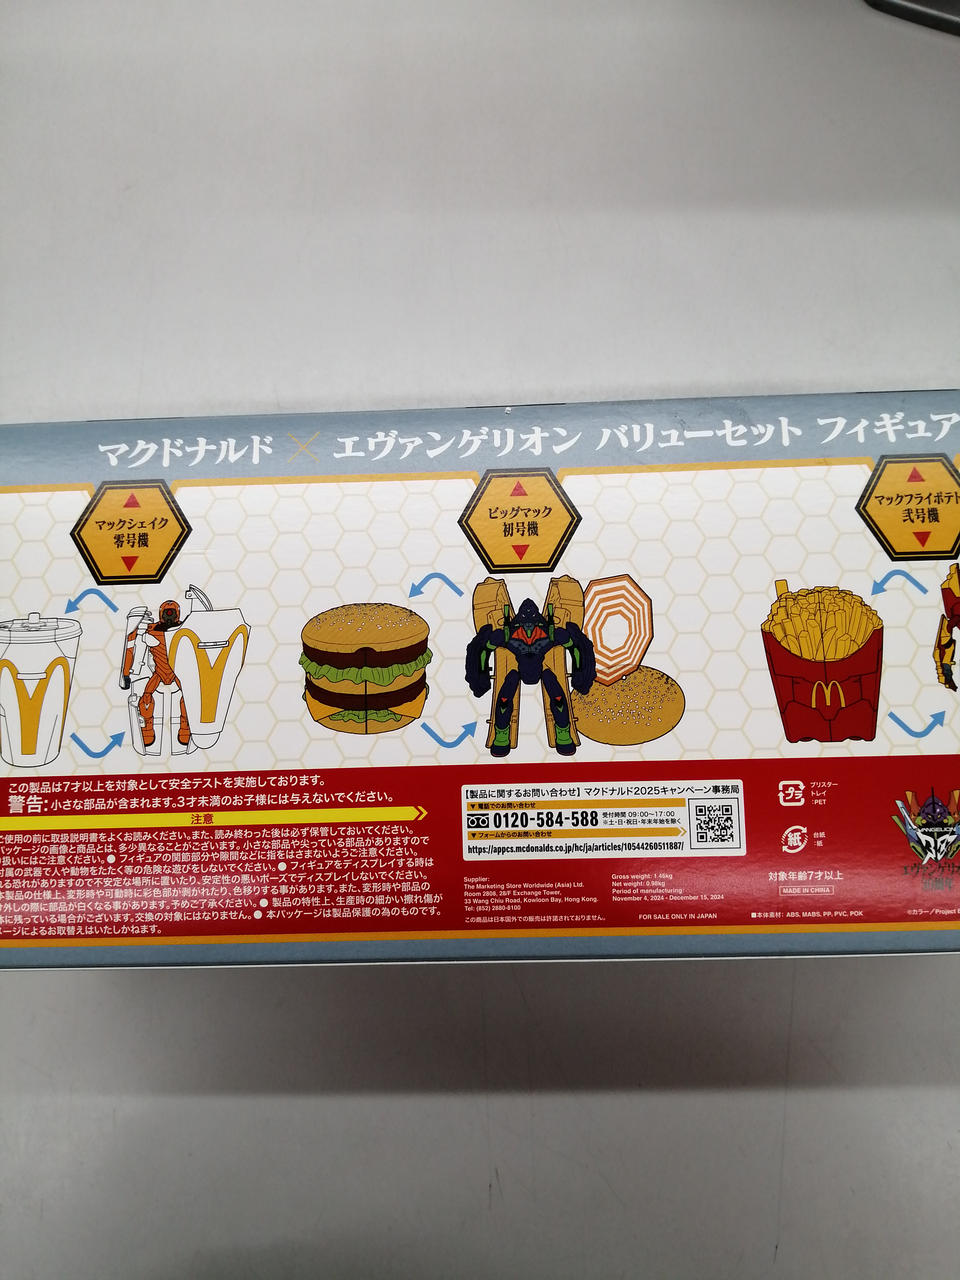 マクドナルド × エヴァンゲリオン バリューセット フィギュア
マックシェイク
零号機
ビッグマック
初号機
マックフライポテト
弐号機
この製品は7才以上を対象として安全テストを実施しております。
警告:小さな部品が含まれます。3才未満のお子様には与えないでください。
注意
ご使用の前に取扱説明書をよくお読みください。また、読み終わった後は必ず保管しておいてください。
パッケージの画像と商品とは、多少異なることがございます。小さな部品や尖っている部品がありますので
り扱いにはご注意ください。● フィギュアの関節部分や隙間などに指をはさまないようご注意ください。
付属の武器で人や動物をたたく等の危険な遊びをしないでください。● フィギュアをディスプレイする時は
れる恐れがありますので不安定な場所に置いたり、安定性の悪いポーズでディスプレイしないでください。
本製品の仕様上、変形時や可動時に彩色部が剥がれたり、色移りする事があります。また、変形時や部品の
け外しの際に部品が白くなる事があります。予めご了承ください。● 製品の特性上、生産時の細かい擦れ傷が
体に残っている場合がございます。交換の対象にはなりません。● 本パッケージは製品保護の為のものです。
メージによるお取替えはいたしかねます。
【製品に関するお問い合わせ】マクドナルド2025キャンペーン事務局
▼電話でのお問い合わせ
0120-584-588 受付時間 09:00〜17:00
※土・日・祝日・年末年始を除く
▼フォームからのお問い合わせ
https://appcs.mcdonalds.co.jp/hc/ja/articles/10544260511887/
Supplier:
The Marketing Store Worldwide (Asia) Ltd.
Room 2808, 28/F Exchange Tower,
33 Wang Chiu Road, Kowloon Bay, Hong Kong.
Tel: (852) 2880-8100
この商品は日本国外での販売は許諾されておりません。
Gross weight: 1.46kg
Net weight: 0.98kg
Period of manufacturing
November 4, 2024 - December 15, 2024
FOR SALE ONLY IN JAPAN
プラ
ブリスター
トレイ
:PET
紙
台紙
:紙
対象年齢7才以上
MADE IN CHINA
■本体素材: ABS, MABS, PP, PVC, POK
EVANGELION
エヴァンゲリオ
©カラー/Project E